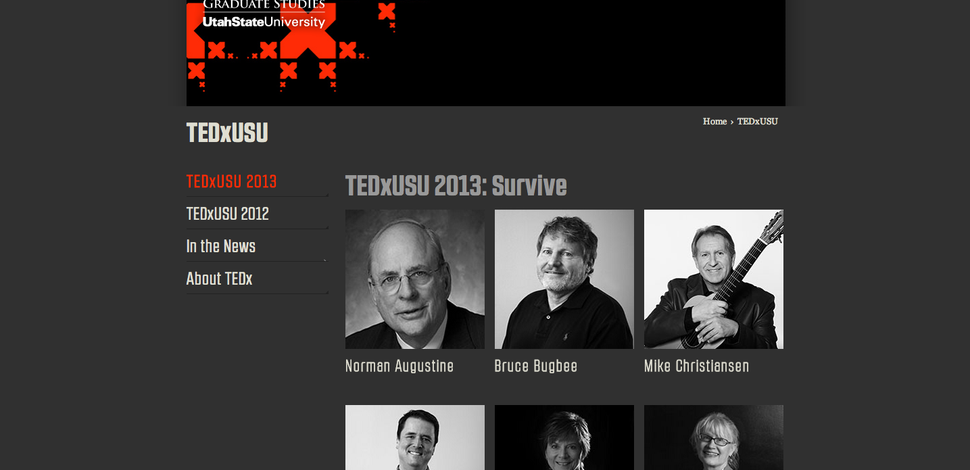 GRADUATE STUDIES
UtahStateUniversity
Home › TEDxUSU
TEDxUSU
TEDxUSU 2013
TEDxUSU 2012
In the News
About TEDx
TEDxUSU 2013: Survive
Norman Augustine
Bruce Bugbee
Mike Christiansen